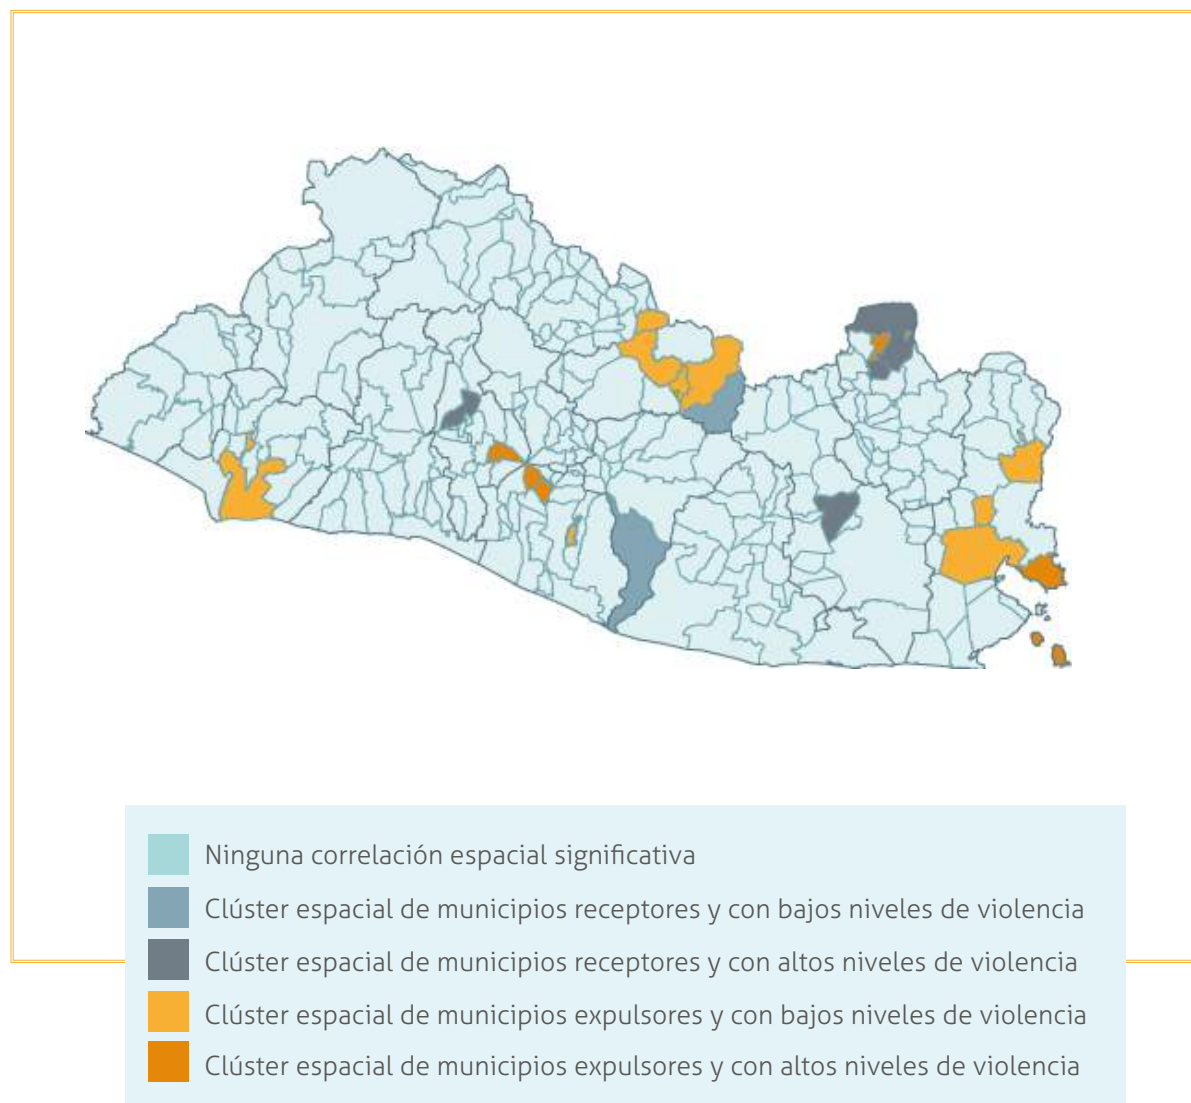 Ninguna correlación espacial significativa
Clúster espacial de municipios receptores y con bajos niveles de violencia
Clúster espacial de municipios receptores y con altos niveles de violencia
Clúster espacial de municipios expulsores y con bajos niveles de violencia
Clúster espacial de municipios expulsores y con altos niveles de violencia